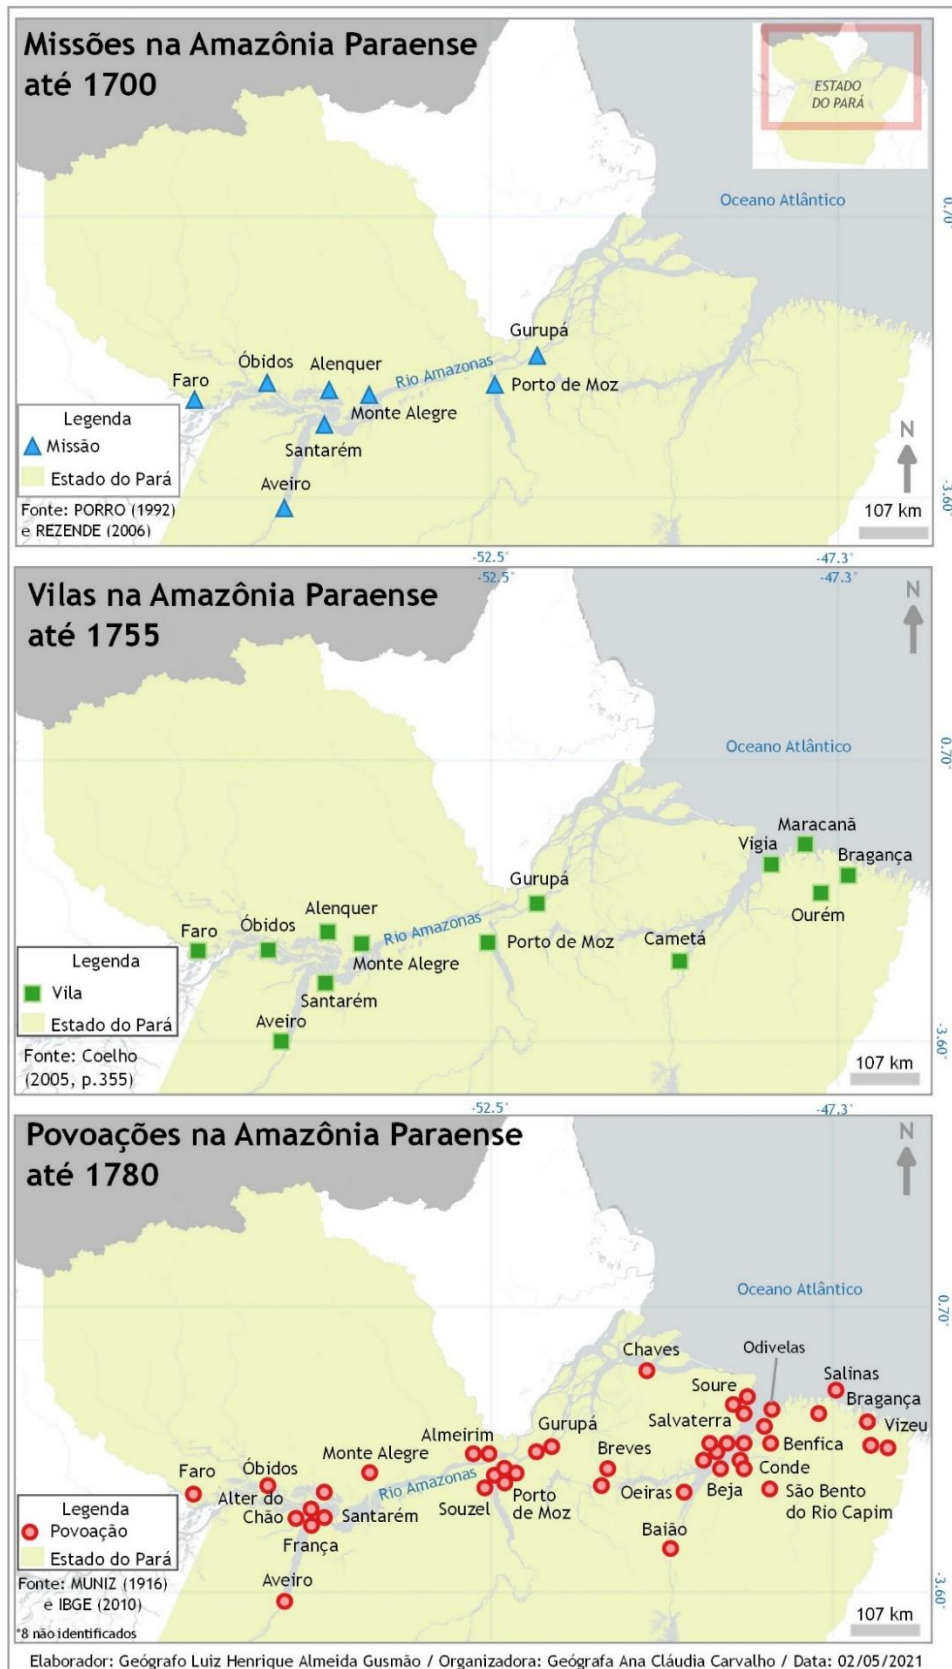 Missões na Amazônia Paraense
até 1700
ESTADO
DO PARÁ
Oceano Atlântico
0.70°
Gurupá
Óbidos
Alenquer
Rio Amazonas
Faro
Porto de Moz
Monte Alegre
Santarém
Aveiro
Legenda
Missão
Estado do Pará
Fonte: PORRO (1992)
e REZENDE (2006)
N
-3.60°
107 km
-52.5°
-47.3°
Vilas na Amazônia Paraense
até 1755
-52.5°
-47.3°
N
Oceano Atlântico
0.70°
Maracanã
Vigia
Bragança
Gurupá
Ourém
Alenquer
Óbidos
Faro
Rio Amazonas
Porto de Moz
Cametá
Monte Alegre
Santarém
Aveiro
Legenda
Vila
Estado do Pará
Fonte: Coelho
(2005, p.355)
-3.60°
107 km
-52.5°
-47.3°
Povoações na Amazônia Paraense
até 1780
N
Oceano Atlântico
0.70°
Chaves
Odivelas
Soure
Salinas
Bragança
Salvaterra
Vizeu
Almeirim
Gurupá
Monte Alegre
Breves
Benfica
Faro
Óbidos
Rio Amazonas
Conde
Alter do
Chão
Santarém
Souzel
Porto
de Moz
Oeiras
Beja
São Bento
do Rio Capim
França
Baião
Aveiro
Legenda
Povoação
Estado do Pará
Fonte: MUNIZ (1916)
e IBGE (2010)
*8 não identificados
-3.60°
107 km
Elaborador: Geógrafo Luiz Henrique Almeida Gusmão / Organizadora: Geógrafa Ana Cláudia Carvalho / Data: 02/05/2021